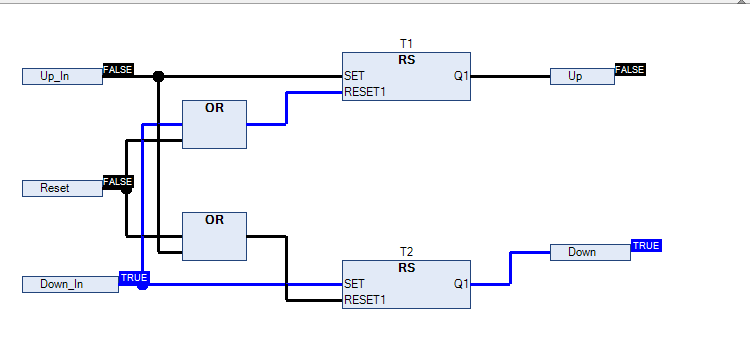 T1
RS
Up_In
FALSE
SET
Q1
Up
FALSE
RESET1
OR
Reset
FALSE
OR
T2
RS
Down
TRUE
Down_In
TRUE
SET
Q1
RESET1